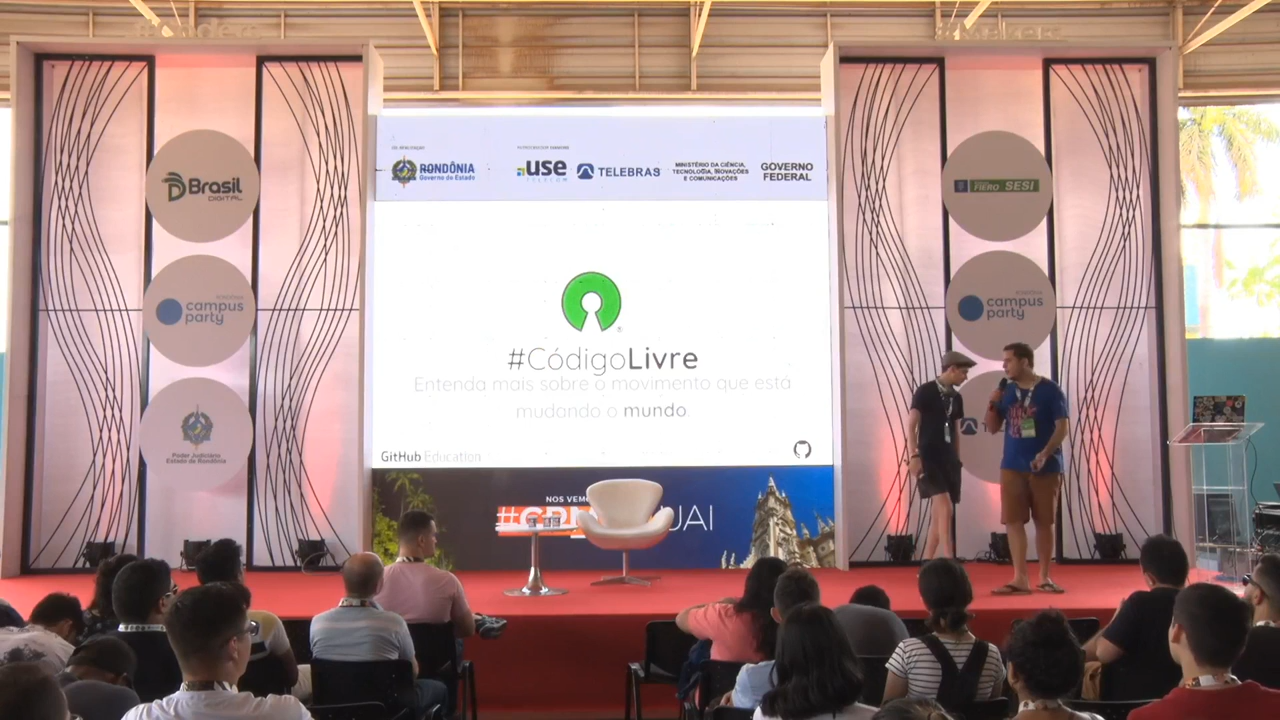 RONDÔNIA
Governo do Estado
USE
TELECOM
TELEBRAS
MINISTÉRIO DA CIÊNCIA,
TECNOLOGIA, INOVAÇÕES
E COMUNICAÇÕES
GOVERNO
FEDERAL
Brasil
DIGITAL
campus
party
Poder Judiciário
Estado de Rondônia
FIERO SESI
campus
party
#CódigoLivre
Entenda mais sobre o movimento que está
mudando o mundo.
GitHub Education
NOS VEMO
UAI